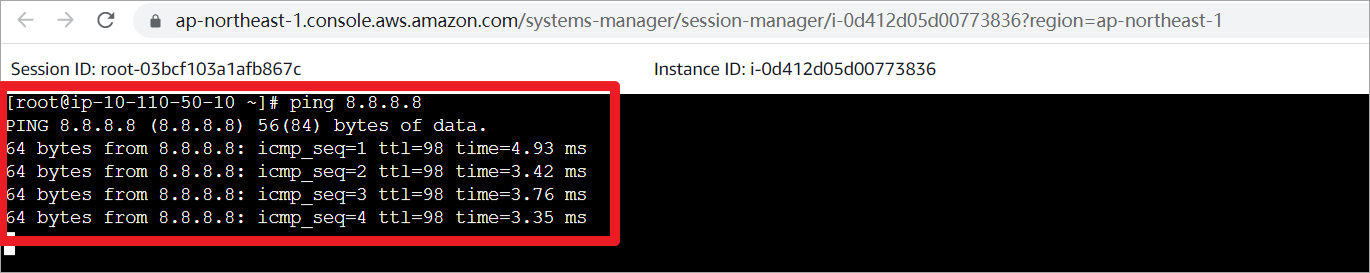 ap-northeast-1.console.aws.amazon.com/systems-manager/session-manager/i-0d412d05d00773836?region=ap-northeast-1
Session ID: root-03bcf103a1afb867c Instance ID: i-0d412d05d00773836
[root@ip-10-110-50-10 ~]# ping 8.8.8.8
PING 8.8.8.8 (8.8.8.8) 56(84) bytes of data.
64 bytes from 8.8.8.8: icmp_seq=1 ttl=98 time=4.93 ms
64 bytes from 8.8.8.8: icmp_seq=2 ttl=98 time=3.42 ms
64 bytes from 8.8.8.8: icmp_seq=3 ttl=98 time=3.76 ms
64 bytes from 8.8.8.8: icmp_seq=4 ttl=98 time=3.35 ms